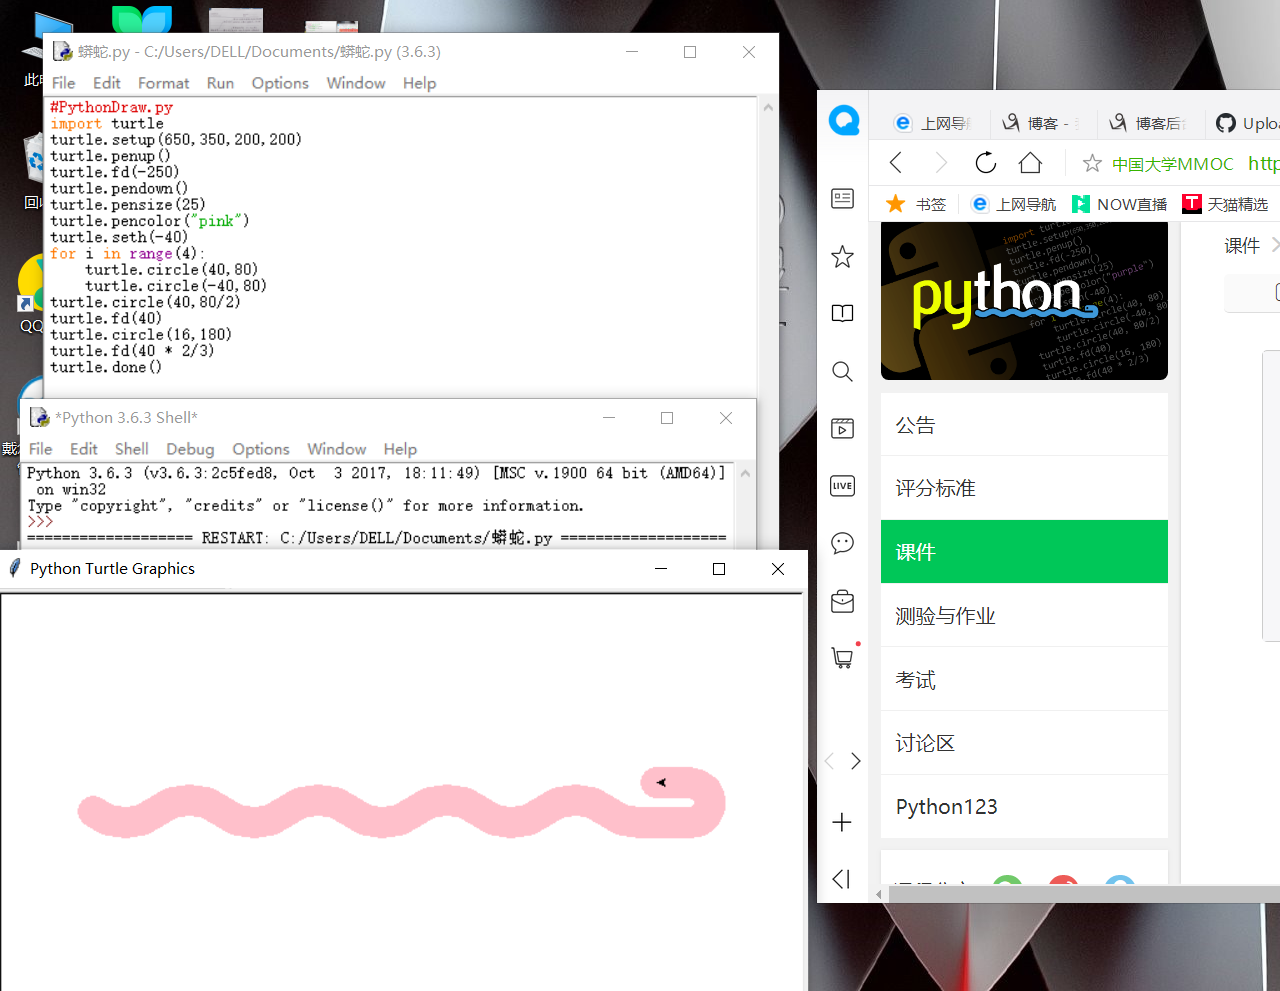 蟒蛇.py - C:/Users/DELL/Documents/蟒蛇.py (3.6.3)
File Edit Format Run Options Window Help
#PythonDraw.py
import turtle
turtle.setup(650,350,200,200)
turtle.penup()
turtle.fd(-250)
turtle.pendown()
turtle.pensize(25)
turtle.pencolor("pink")
turtle.seth(-40)
for i in range(4):
    turtle.circle(40,80)
    turtle.circle(-40,80)
turtle.circle(40,80/2)
turtle.fd(40)
turtle.circle(16,180)
turtle.fd(40 * 2/3)
turtle.done()
*Python 3.6.3 Shell*
File Edit Shell Debug Options Window Help
Python 3.6.3 (v3.6.3:2c5fed8, Oct  3 2017, 18:11:49) [MSC v.1900 64 bit (AMD64)]
 on win32
Type "copyright", "credits" or "license()" for more information.
>>>
=================== RESTART: C:/Users/DELL/Documents/蟒蛇.py ===================
Python Turtle Graphics
上网导 博客 - 博客后 Uplo
中国大学MMOC http
书签 上网导航 NOW直播 天猫精选
LIVE
import
turtle.setup
turtle.penup()
turtle.fd(-250)
turtle.pendown()
turtle.pensize(25)
"purple")
python
turtle.circle(40, 80)
turtle.circle(-40, 80)
turtle.circle(40, 80/2)
turtle.fd(40)
turtle.circle(16, 180)
turtle.fd(40 * 2/3)
课件
公告
评分标准
课件
测验与作业
考试
讨论区
Python123
此
回
QQ
戴